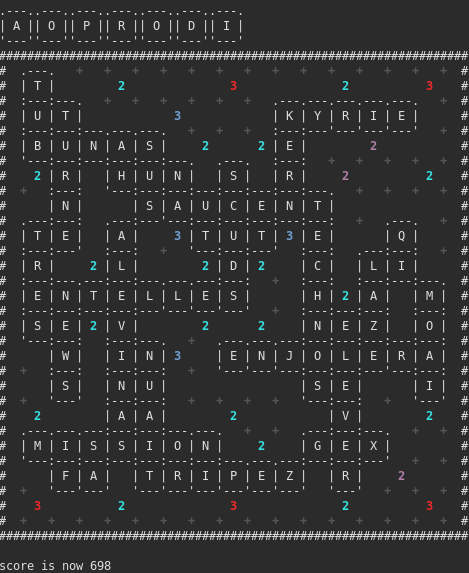 | A || O || P || R || O || D || I |
# | T | 2 3 2 3 #
# | U | T | 3 | K | Y | R | I | E | #
# | B | U | N | A | S | 2 2 | E | 2 #
# 2 | R | | H | U | N | | S | | R | 2 2 #
# | N | | S | A | U | C | E | N | T | #
# | T | E | | A | 3 | T | U | T | 3 | E | | Q | #
# | R | 2 | L | 2 | D | 2 | C | | L | I | #
# | E | N | T | E | L | L | E | S | | H | 2 | A | | M | #
# | S | E | 2 | V | 2 2 | N | E | Z | | O | #
# | W | | I | N | 3 | E | N | J | O | L | E | R | A | #
# | S | | N | U | | S | E | | I | #
# 2 | A | A | 2 | V | 2 #
# | M | I | S | S | I | O | N | 2 | G | E | X | #
# | F | A | | T | R | I | P | E | Z | | R | 2 #
# 3 2 3 2 3 #
score is now 698